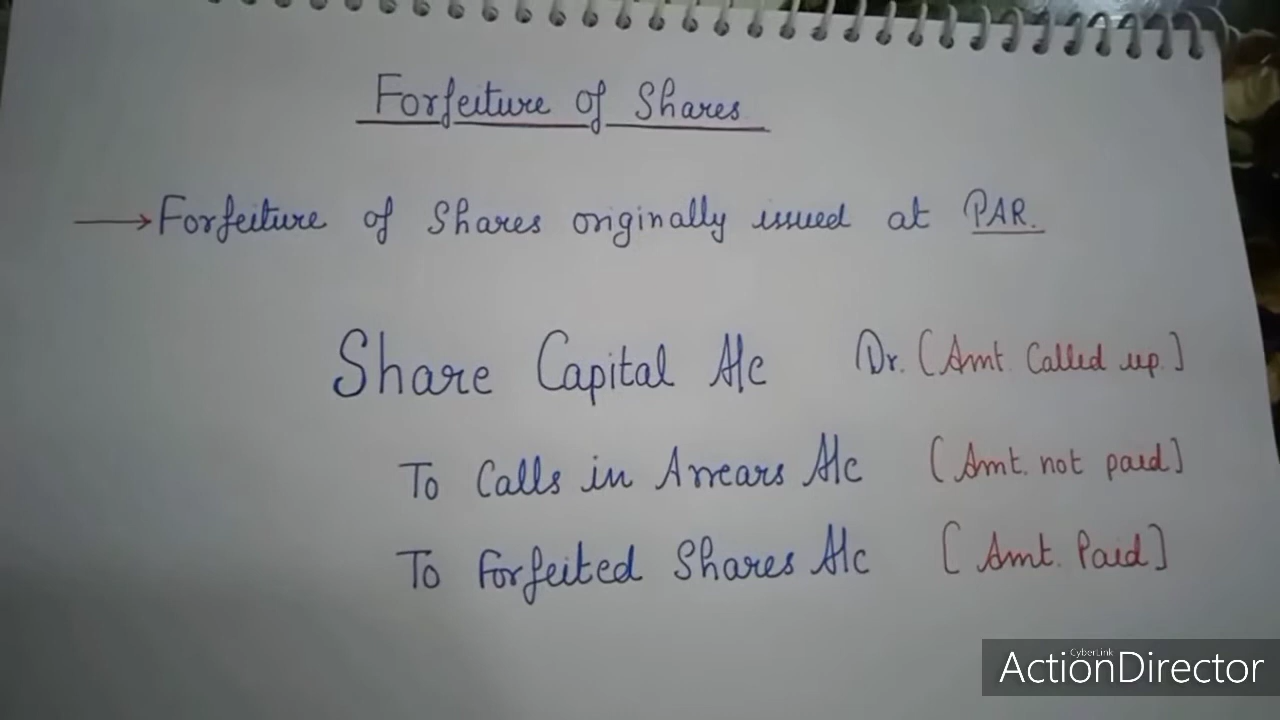 Forfeiture of Shares
→ Forfeiture of Shares originally issued at PAR.
Share Capital A/c Dr. [Amt. Called up.]
To Calls in Arrears A/c [Amt. not paid]
To Forfeited Shares A/c [Amt. Paid]
CyberLink
ActionDirector